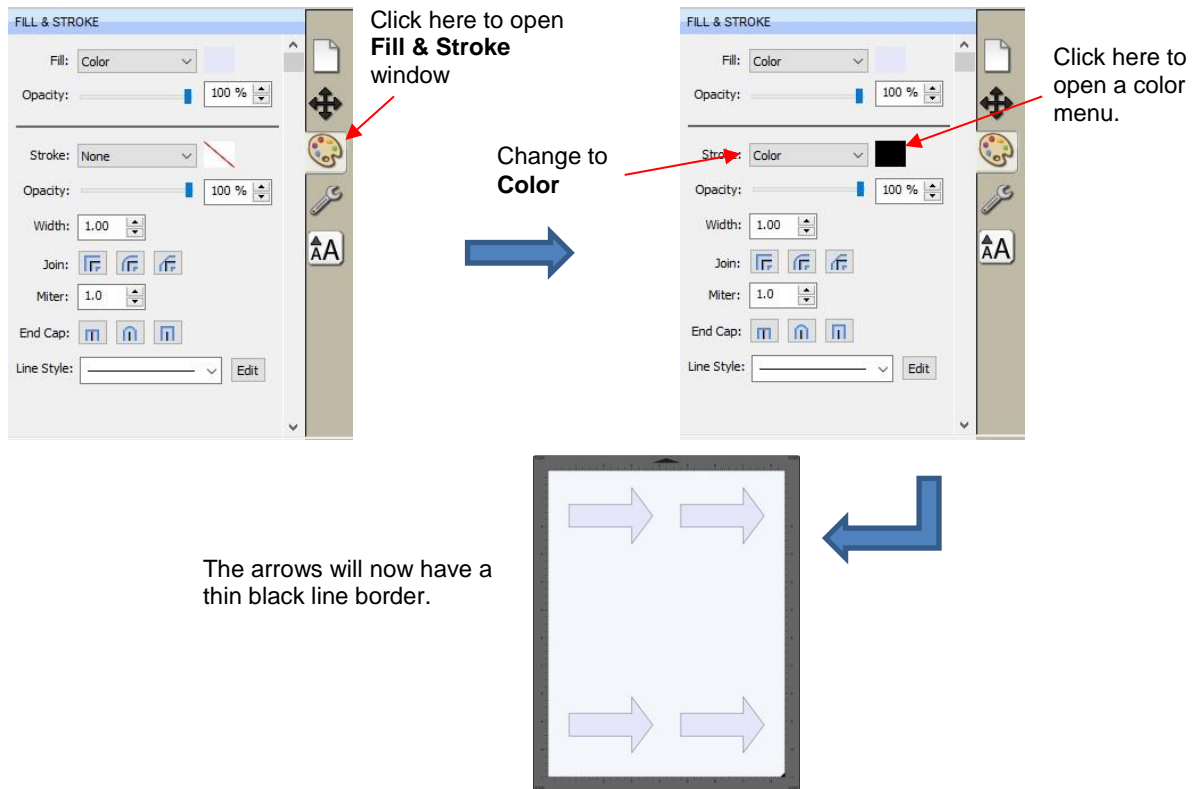 FILL & STROKE
Fill: Color
Opacity: 100 %
Stroke: None
Opacity: 100 %
Width: 1.00
Join:
Miter: 1.0
End Cap:
Line Style: Edit
AA
Click here to open
Fill & Stroke
window
Change to
Color
FILL & STROKE
Fill: Color
Opacity: 100 %
Stroke: Color
Opacity: 100 %
Width: 1.00
Join:
Miter: 1.0
End Cap:
Line Style: Edit
AA
Click here to
open a color
menu.
The arrows will now have a
thin black line border.